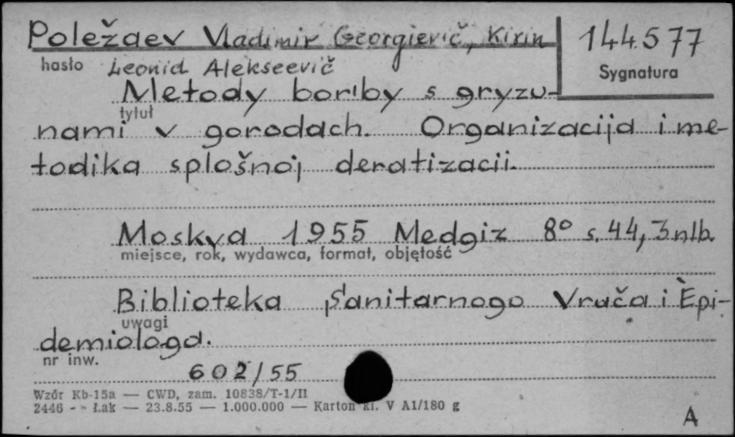 Poležaev Vladimir Georgievič, Kirin
144.577
hasło Leonid Alekseevič
Sygnatura
Metody bor'by s gryzu-
tytuł
nami v gorodach. Organizacija i me-
todika splošnoj deratizacii.
Moskva 1955 Medgiz 8° s. 44, 3 nlb.
miejsce, rok, wydawca, format, objętość
Biblioteka Sanitarnogo Vrača i Èpi-
uwagi
demiologa.
nr inw.
602/55
Wzór Kb-15a — CWD, zam. 10838/T-1/II
2446 - - Łak — 23.8.55 — 1.000.000 — Karton kl. V A1/180 g
A